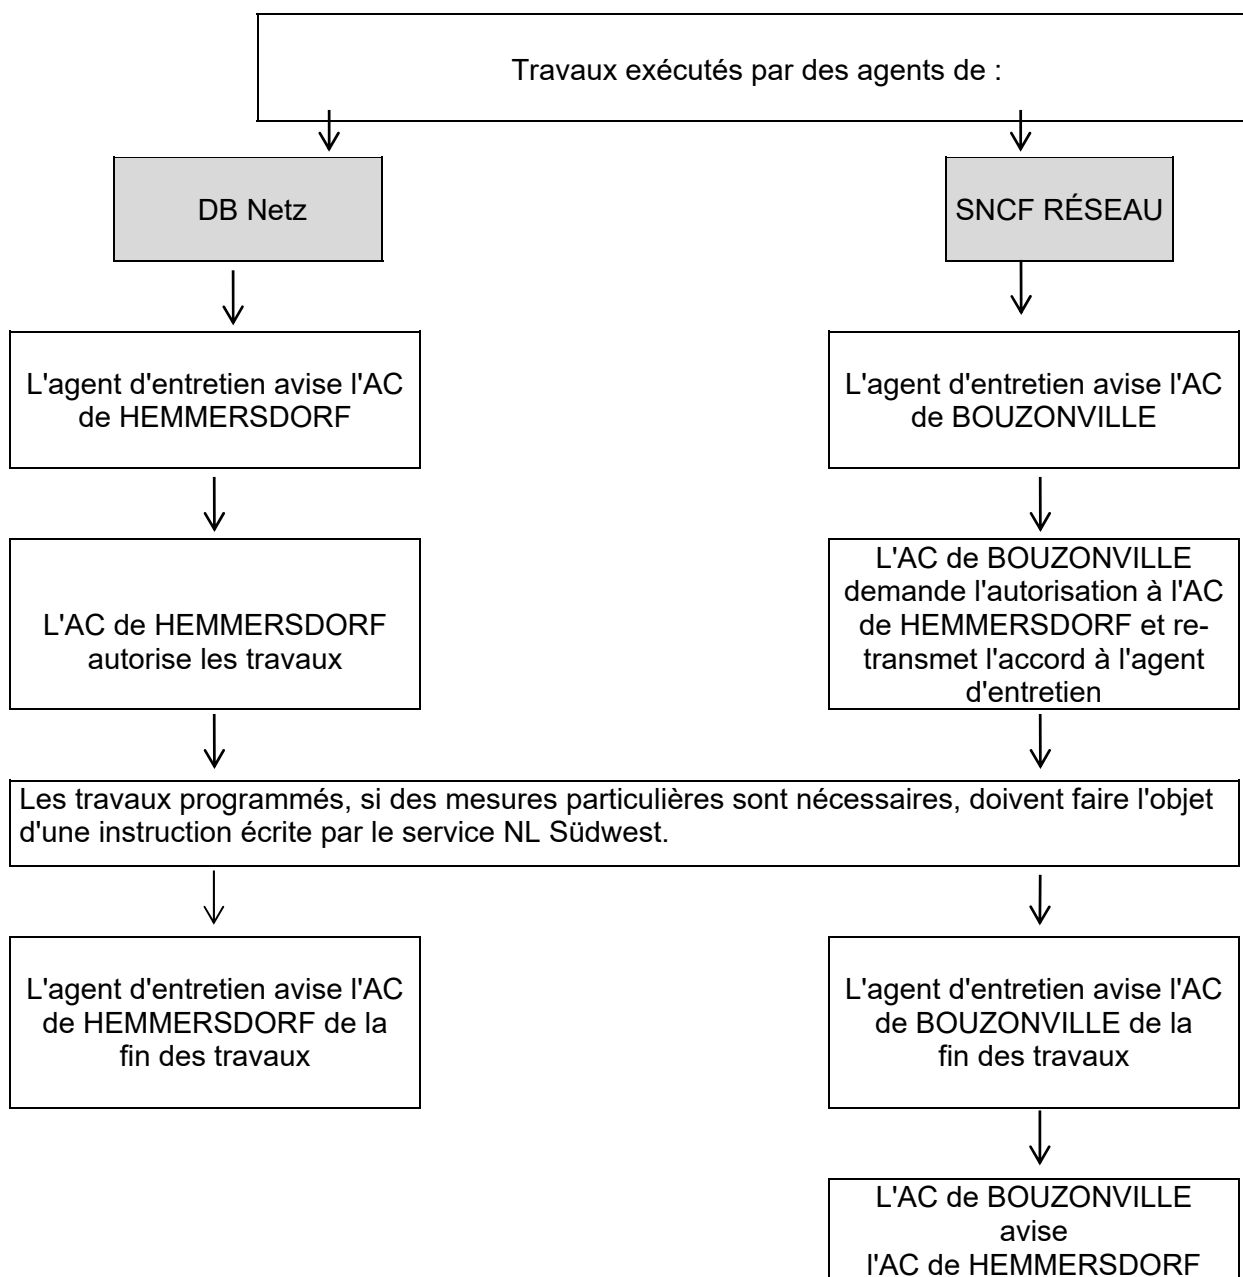 Travaux exécutés par des agents de :
DB Netz
SNCF RÉSEAU
L'agent d'entretien avise l'AC
de HEMMERSDORF
L'agent d'entretien avise l'AC
de BOUZONVILLE
L'AC de HEMMERSDORF
autorise les travaux
L'AC de BOUZONVILLE
demande l'autorisation à l'AC
de HEMMERSDORF et re-
transmet l'accord à l'agent
d'entretien
Les travaux programmés, si des mesures particulières sont nécessaires, doivent faire l'objet
d'une instruction écrite par le service NL Südwest.
L'agent d'entretien avise l'AC
de HEMMERSDORF de la
fin des travaux
L'agent d'entretien avise l'AC
de BOUZONVILLE de la
fin des travaux
L'AC de BOUZONVILLE
avise
l'AC de HEMMERSDORF